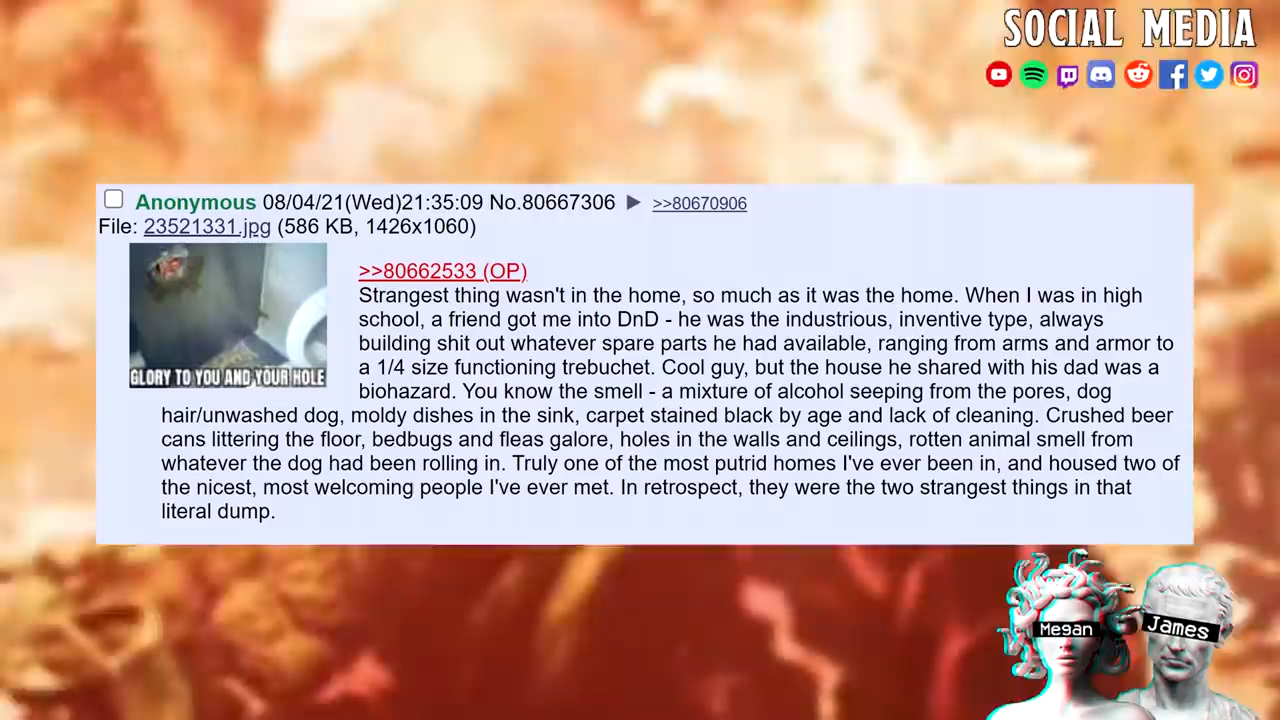 SOCIAL MEDIA
Anonymous 08/04/21(Wed)21:35:09 No.80667306 ▶ >>80670906
File: 23521331.jpg (586 KB, 1426x1060)
>>80662533 (OP)
Strangest thing wasn't in the home, so much as it was the home. When I was in high
school, a friend got me into DnD - he was the industrious, inventive type, always
building shit out whatever spare parts he had available, ranging from arms and armor to
a 1/4 size functioning trebuchet. Cool guy, but the house he shared with his dad was a
biohazard. You know the smell - a mixture of alcohol seeping from the pores, dog
hair/unwashed dog, moldy dishes in the sink, carpet stained black by age and lack of cleaning. Crushed beer
cans littering the floor, bedbugs and fleas galore, holes in the walls and ceilings, rotten animal smell from
whatever the dog had been rolling in. Truly one of the most putrid homes I've ever been in, and housed two of
the nicest, most welcoming people I've ever met. In retrospect, they were the two strangest things in that
literal dump.
GLORY TO YOU AND YOUR HOLE
Megan
James